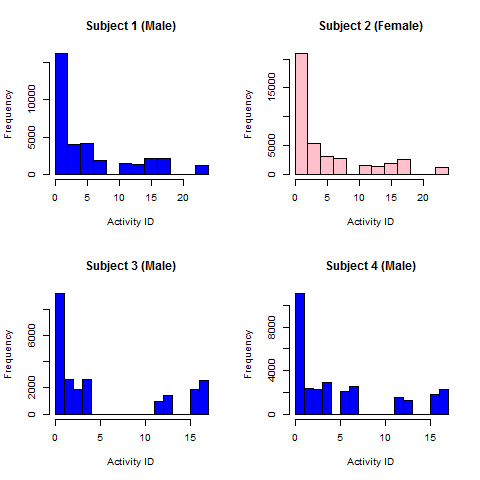 Subject 1 (Male)
Frequency
0 5000 10000
0 5 10 15 20
Activity ID
Subject 2 (Female)
Frequency
0 5000 15000
0 5 10 15 20
Activity ID
Subject 3 (Male)
Frequency
0 2000 6000
0 5 10 15
Activity ID
Subject 4 (Male)
Frequency
0 4000 8000
0 5 10 15
Activity ID